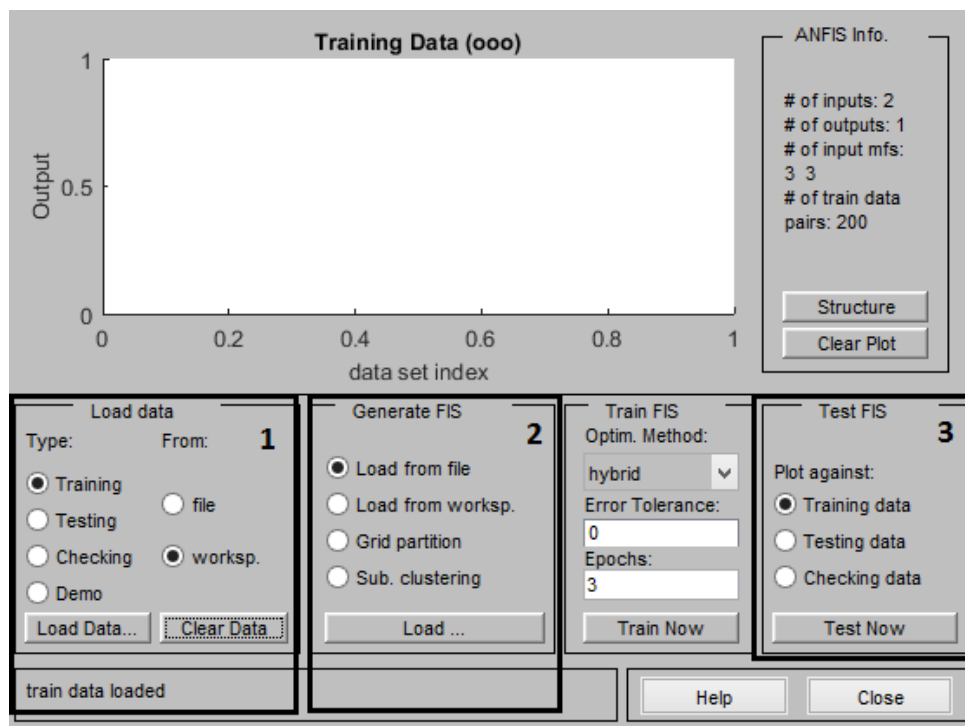 Training Data (ooo)
1
0.5
0
Output
0
0.2
0.4
0.6
0.8
1
data set index
ANFIS Info.
# of inputs: 2
# of outputs: 1
# of input mfs:
3 3
# of train data
pairs: 200
Structure
Clear Plot
Load data
1
Type:
From:
Training
Testing
Checking
Demo
file
worksp.
Load Data...
Clear Data
Generate FIS
2
Load from file
Load from worksp.
Grid partition
Sub. clustering
Load ...
Train FIS
Optim. Method:
hybrid
Error Tolerance:
0
Epochs:
3
Train Now
Test FIS
3
Plot against:
Training data
Testing data
Checking data
Test Now
train data loaded
Help
Close